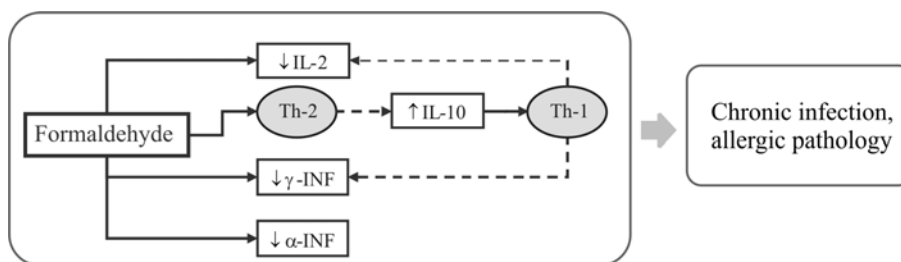 ↓IL-2
Formaldehyde
Th-2
↑IL-10
Th-1
↓γ-INF
↓α-INF
Chronic infection,
allergic pathology